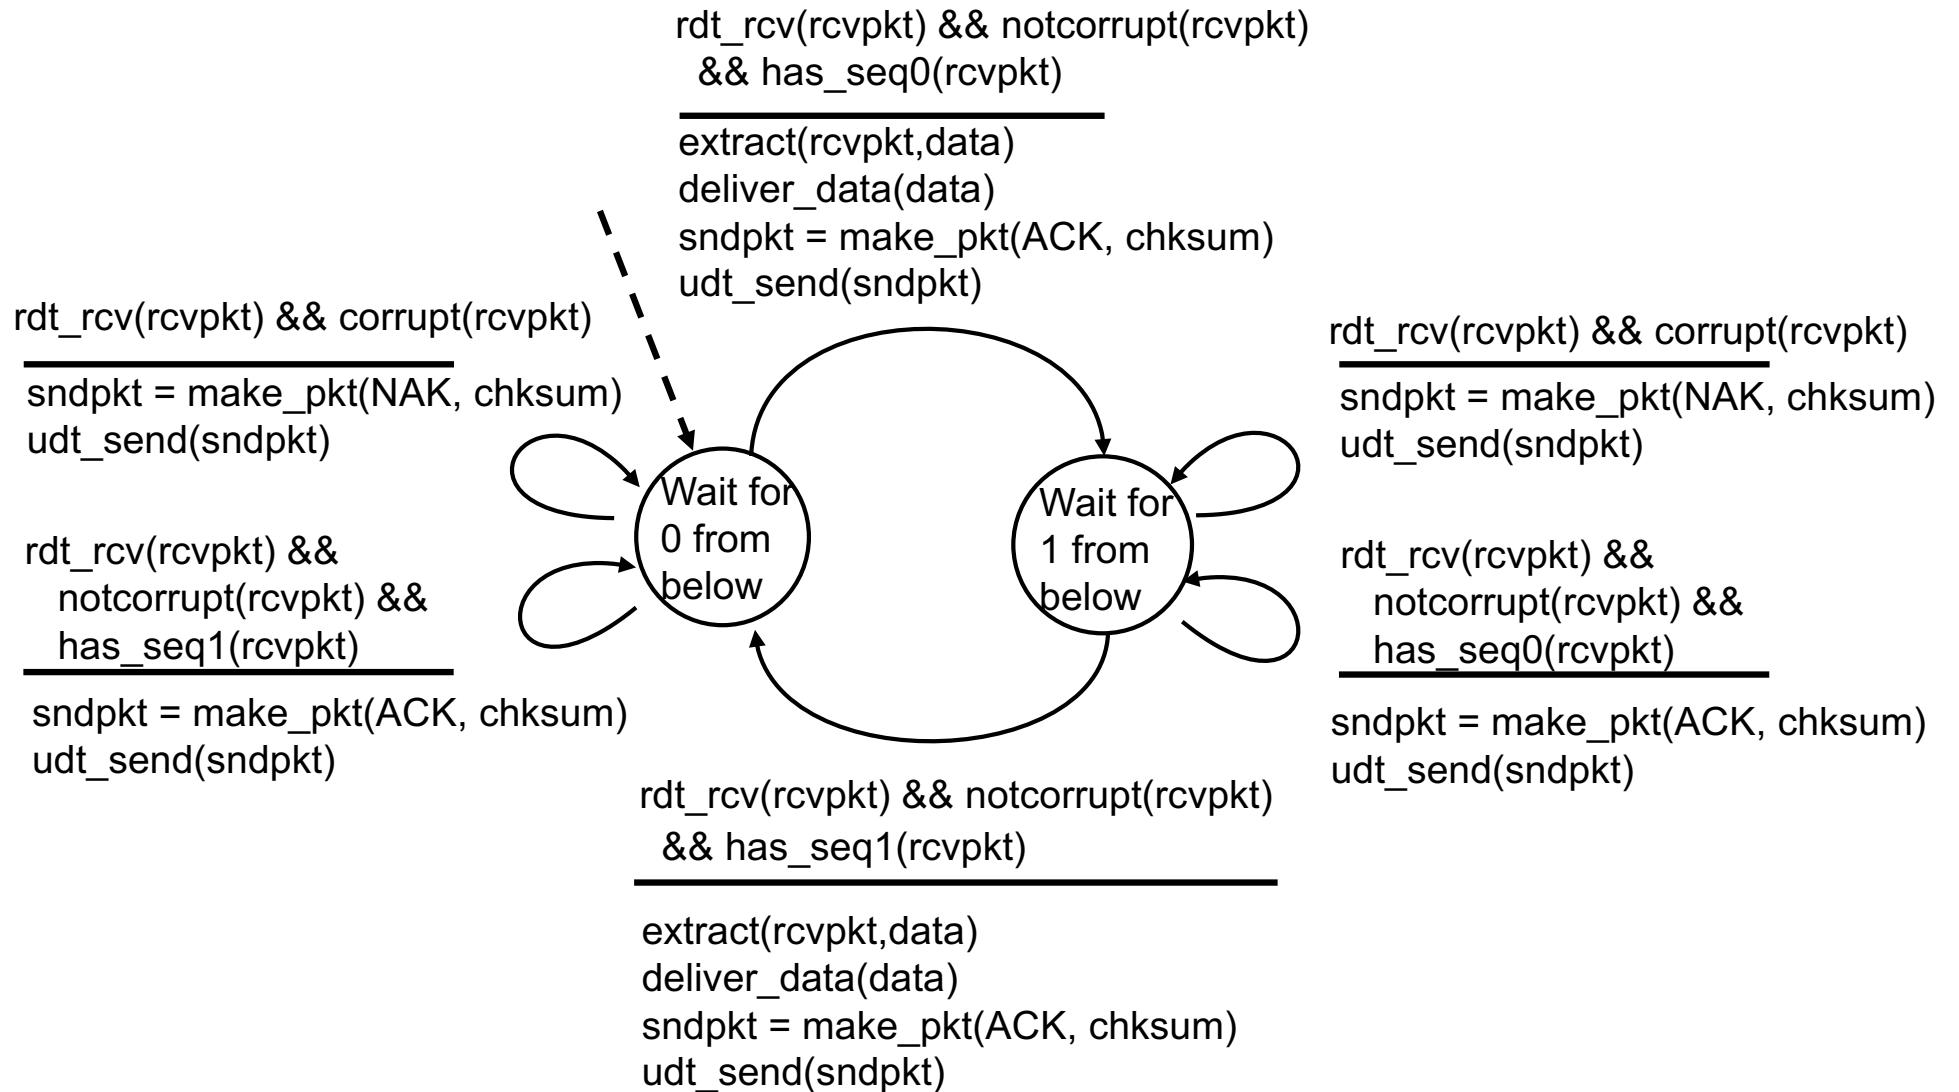 rdt_rcv(rcvpkt) && notcorrupt(rcvpkt)
&& has_seq0(rcvpkt)
extract(rcvpkt,data)
deliver_data(data)
sndpkt = make_pkt(ACK, chksum)
udt_send(sndpkt)
rdt_rcv(rcvpkt) && corrupt(rcvpkt)
sndpkt = make_pkt(NAK, chksum)
udt_send(sndpkt)
rdt_rcv(rcvpkt) &&
notcorrupt(rcvpkt) &&
has_seq1(rcvpkt)
sndpkt = make_pkt(ACK, chksum)
udt_send(sndpkt)
Wait for
0 from
below
Wait for
1 from
below
rdt_rcv(rcvpkt) && corrupt(rcvpkt)
sndpkt = make_pkt(NAK, chksum)
udt_send(sndpkt)
rdt_rcv(rcvpkt) &&
notcorrupt(rcvpkt) &&
has_seq0(rcvpkt)
sndpkt = make_pkt(ACK, chksum)
udt_send(sndpkt)
rdt_rcv(rcvpkt) && notcorrupt(rcvpkt)
&& has_seq1(rcvpkt)
extract(rcvpkt,data)
deliver_data(data)
sndpkt = make_pkt(ACK, chksum)
udt_send(sndpkt)